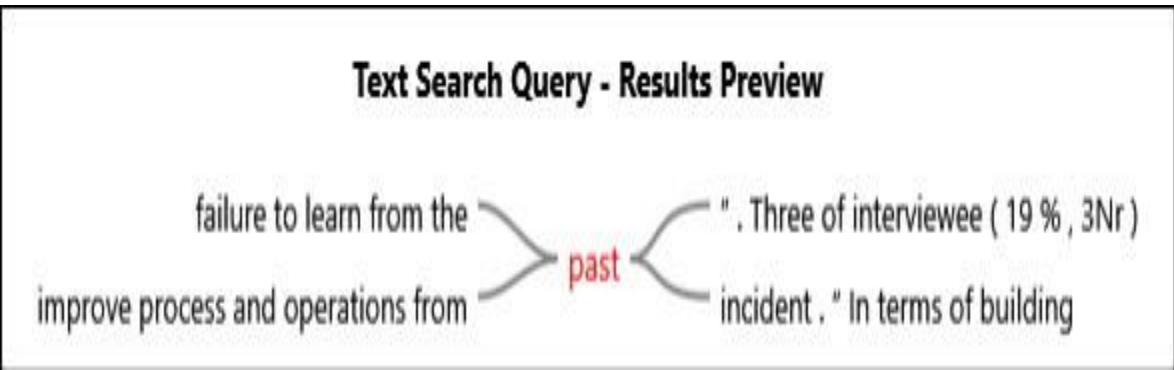 Text Search Query - Results Preview
failure to learn from the
" . Three of interviewee ( 19 % , 3Nr )
past
improve process and operations from
incident . " In terms of building